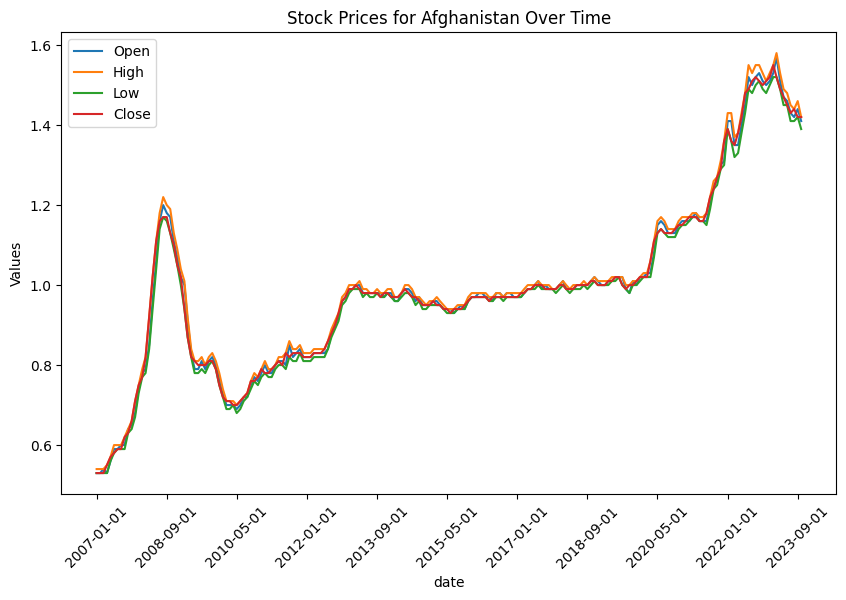 Stock Prices for Afghanistan Over Time
Open
High
Low
Close
Values
1.6
1.4
1.2
1.0
0.8
0.6
2007-01-01
2008-09-01
2010-05-01
2012-01-01
2013-09-01
2015-05-01
2017-01-01
2018-09-01
2020-05-01
2022-01-01
2023-09-01
date